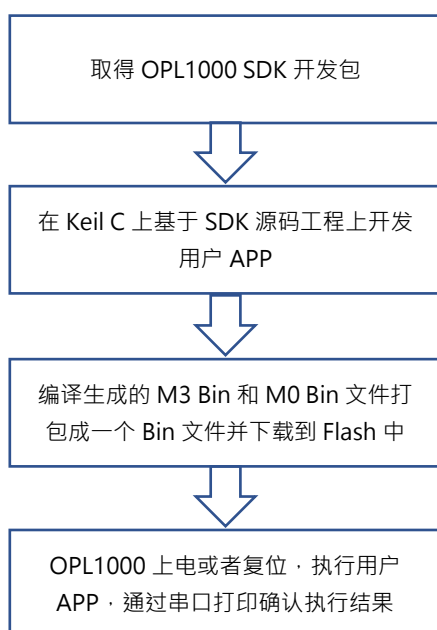 取得 OPL1000 SDK 开发包
在 Keil C 上基于 SDK 源码工程上开发
用户 APP
编译生成的 M3 Bin 和 M0 Bin 文件打
包成一个 Bin 文件并下载到 Flash 中
OPL1000 上电或者复位，执行用户
APP，通过串口打印确认执行结果